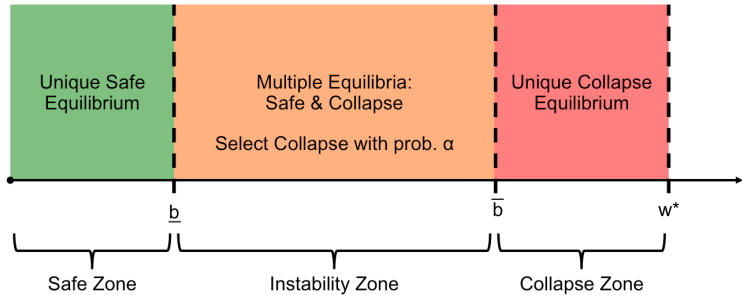 Unique Safe
Equilibrium
Multiple Equilibria:
Safe & Collapse
Select Collapse with prob. α
Unique Collapse
Equilibrium
b̲
b̅
w*
Safe Zone
Instability Zone
Collapse Zone